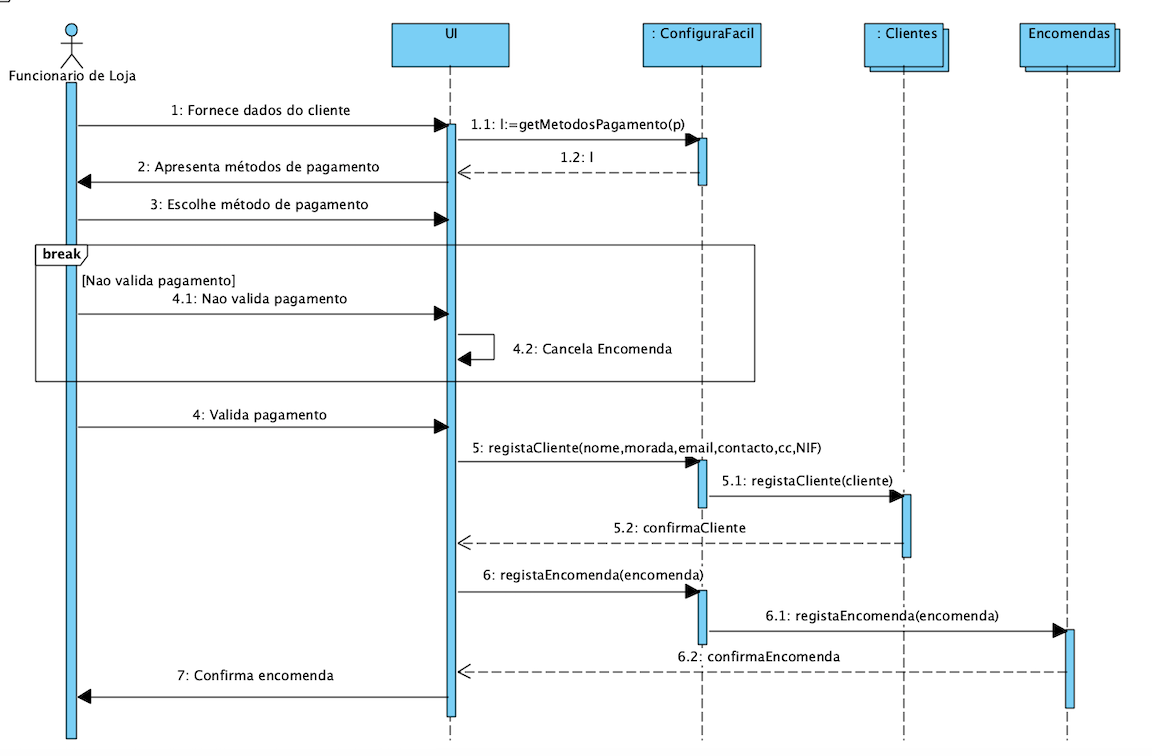 UI
: ConfiguraFacil
: Clientes
Encomendas
Funcionario de Loja
1: Fornece dados do cliente
1.1: l:=getMetodosPagamento(p)
1.2: l
2: Apresenta métodos de pagamento
3: Escolhe método de pagamento
break
[Nao valida pagamento]
4.1: Nao valida pagamento
4.2: Cancela Encomenda
4: Valida pagamento
5: registaCliente(nome,morada,email,contacto,cc,NIF)
5.1: registaCliente(cliente)
5.2: confirmaCliente
6: registaEncomenda(encomenda)
6.1: registaEncomenda(encomenda)
6.2: confirmaEncomenda
7: Confirma encomenda